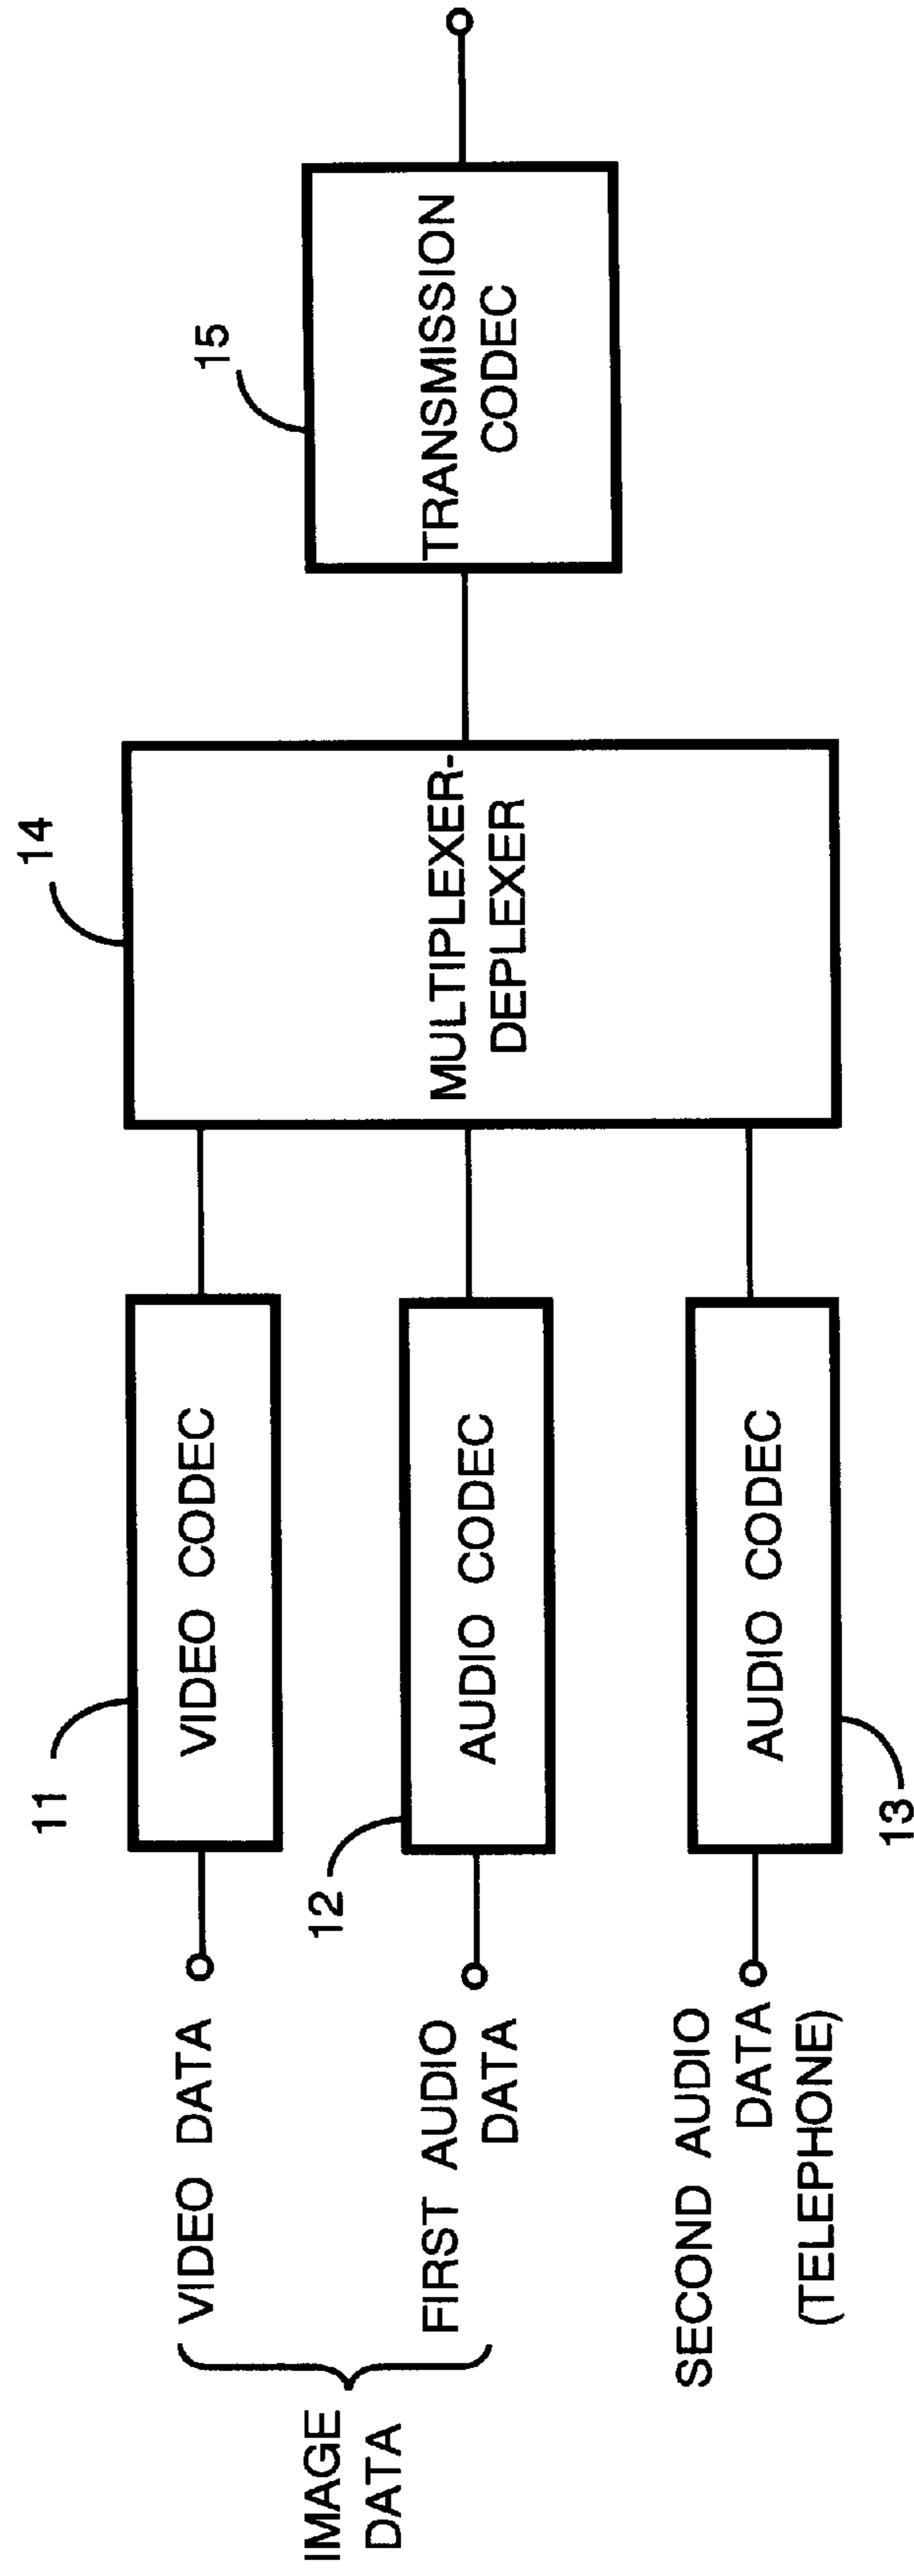 IMAGE
DATA
VIDEO DATA
FIRST AUDIO
DATA
SECOND AUDIO
DATA
(TELEPHONE)
11
VIDEO CODEC
12
AUDIO CODEC
13
AUDIO CODEC
14
MULTIPLEXER-
DEPLEXER
15
TRANSMISSION
CODEC